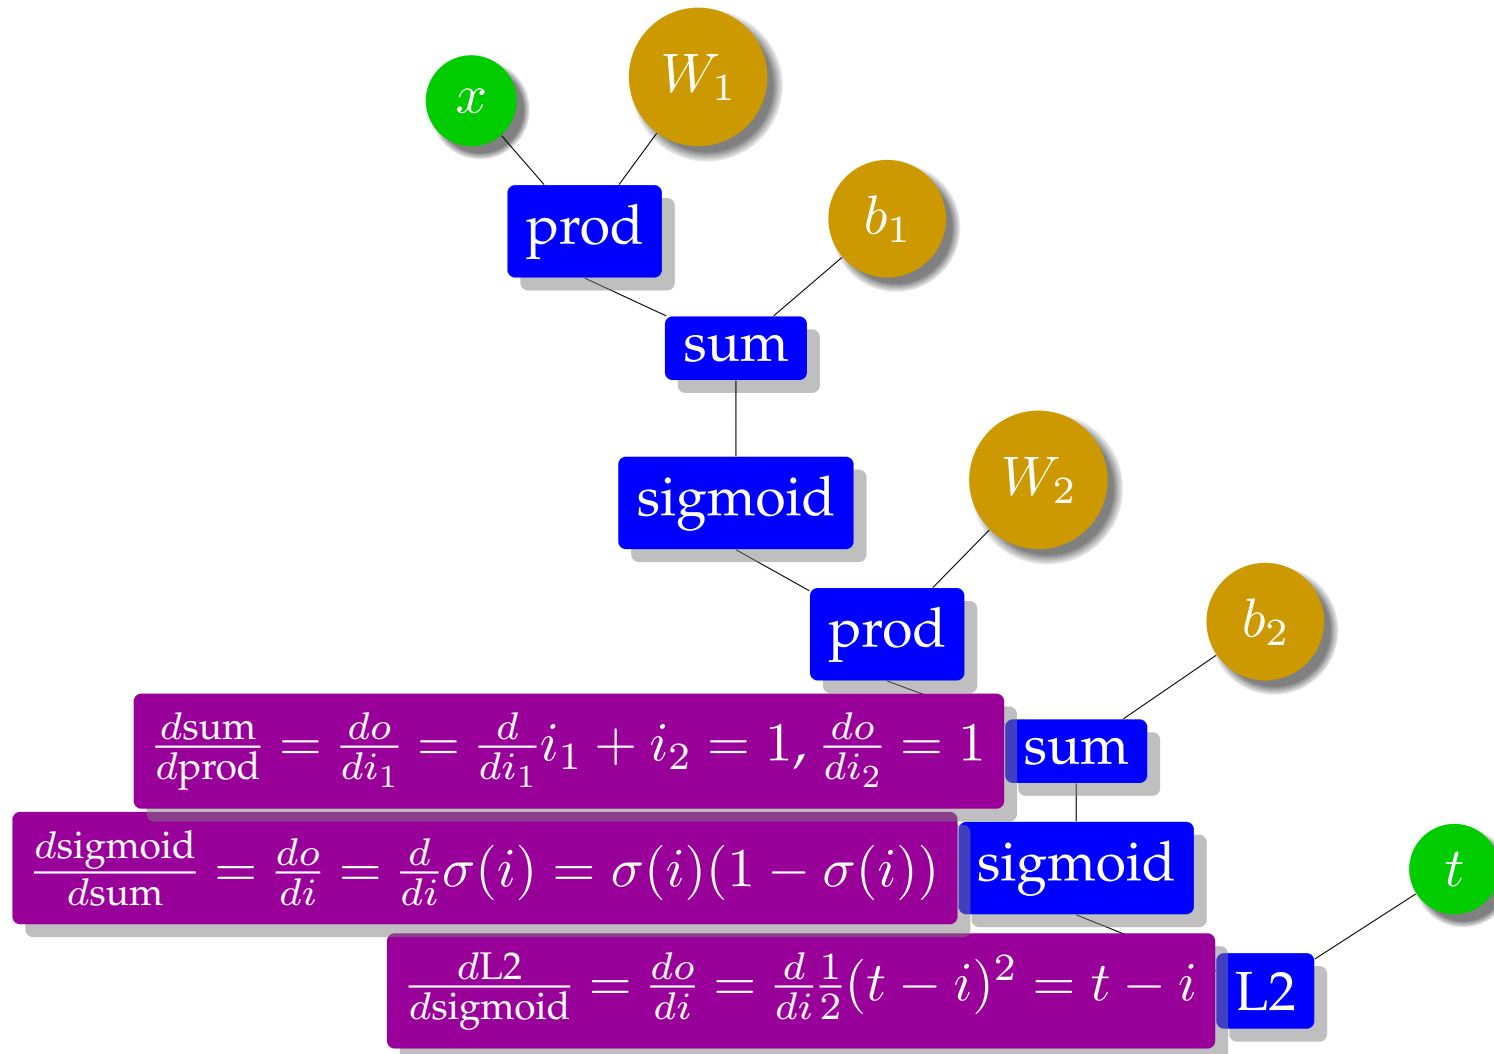 x
W₁
prod
b₁
sum
sigmoid
W₂
prod
b₂
dsum/dprod = do/di₁ = d/di₁ i₁ + i₂ = 1, do/di₂ = 1
sum
dsigmoid/dsum = do/di = d/di σ(i) = σ(i)(1 − σ(i))
sigmoid
t
dL2/dsigmoid = do/di = d/di 1/2 (t − i)² = t − i
L2